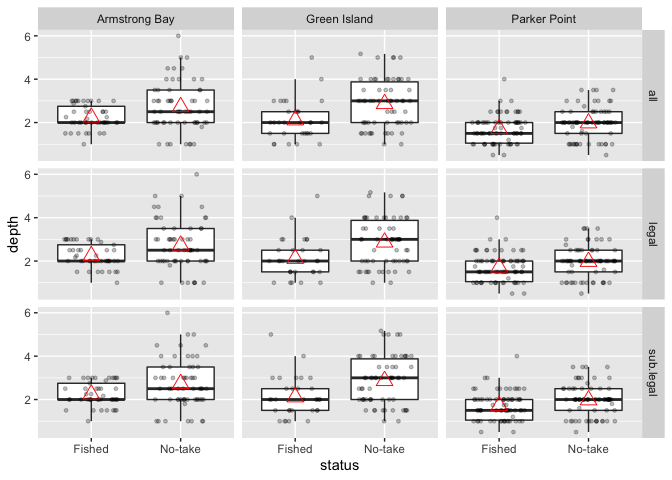 Armstrong Bay Green Island Parker Point
6
4
2
all
6
4
2
legal
depth
6
4
2
sub.legal
Fished No-take Fished No-take Fished No-take
status